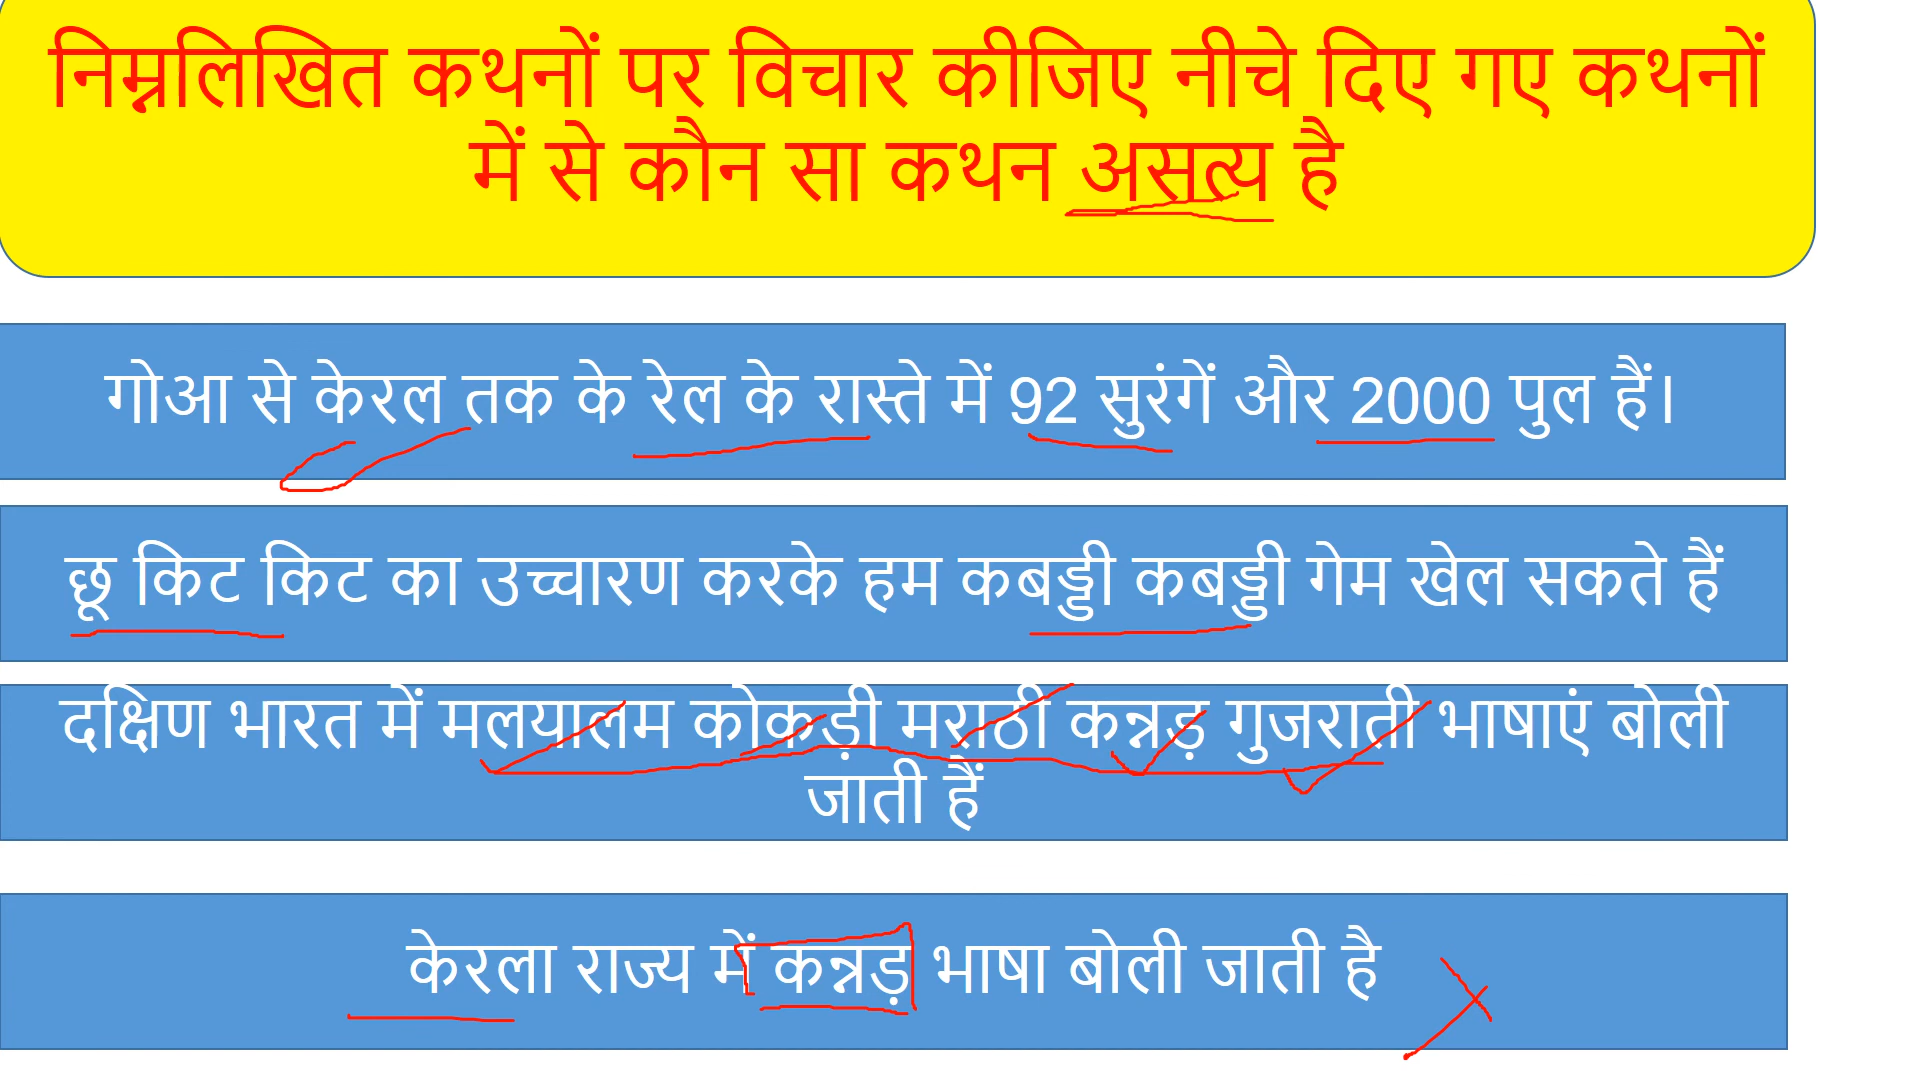 निम्नलिखित कथनों पर विचार कीजिए नीचे दिए गए कथनों
में से कौन सा कथन असत्य है
गोआ से केरल तक के रेल के रास्ते में 92 सुरंगें और 2000 पुल हैं।
छू किट किट का उच्चारण करके हम कबड्डी कबड्डी गेम खेल सकते हैं
दक्षिण भारत में मलयालम कोकड़ी मराठी कन्नड़ गुजराती भाषाएं बोली
जाती हैं
केरला राज्य में कन्नड़ भाषा बोली जाती है